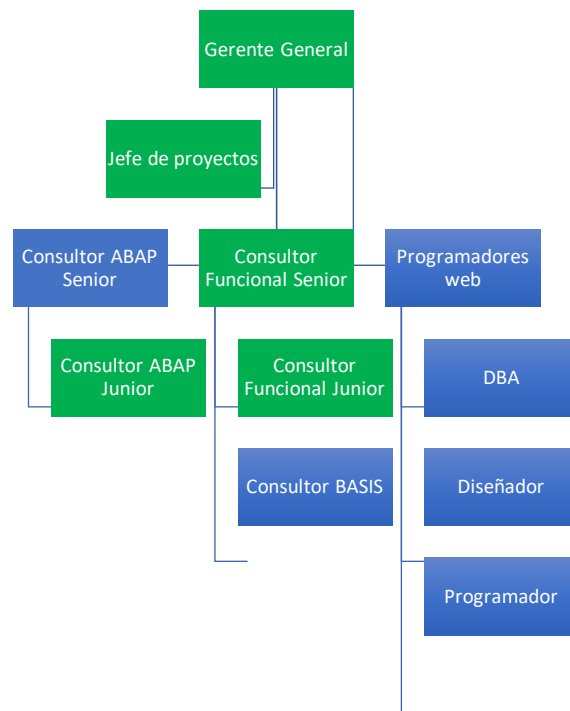 Gerente General
Jefe de proyectos
Consultor ABAP
Senior
Consultor
Funcional Senior
Programadores
web
Consultor ABAP
Junior
Consultor
Funcional Junior
DBA
Consultor BASIS
Diseñador
Programador